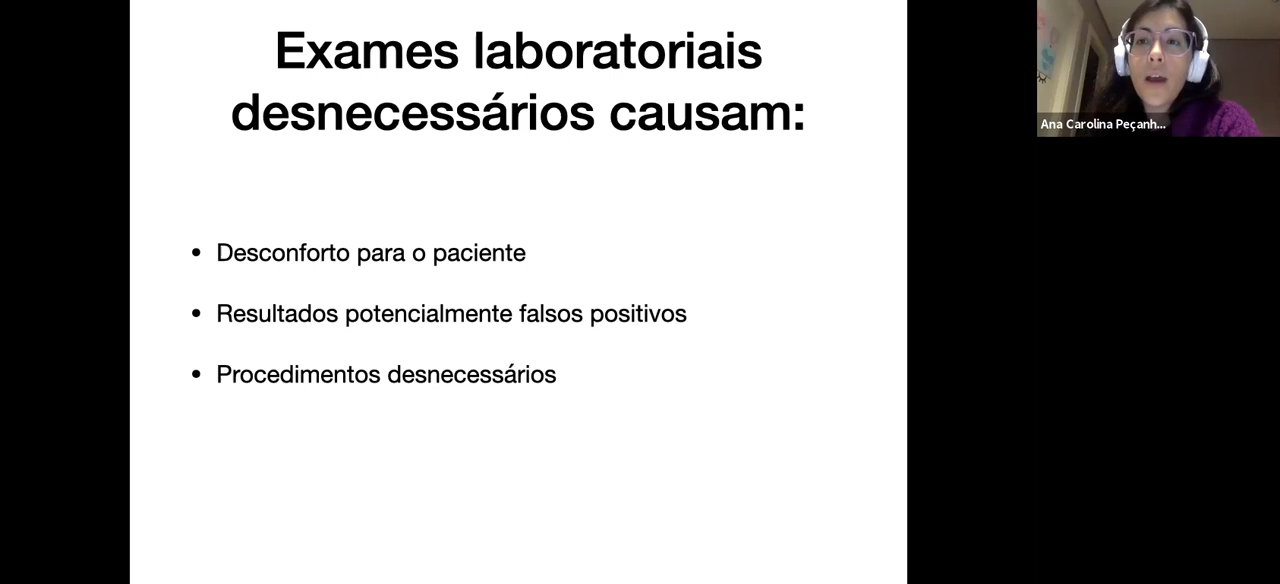 Exames laboratoriais
desnecessários causam:
• Desconforto para o paciente
• Resultados potencialmente falsos positivos
• Procedimentos desnecessários
Ana Carolina Peçanh...